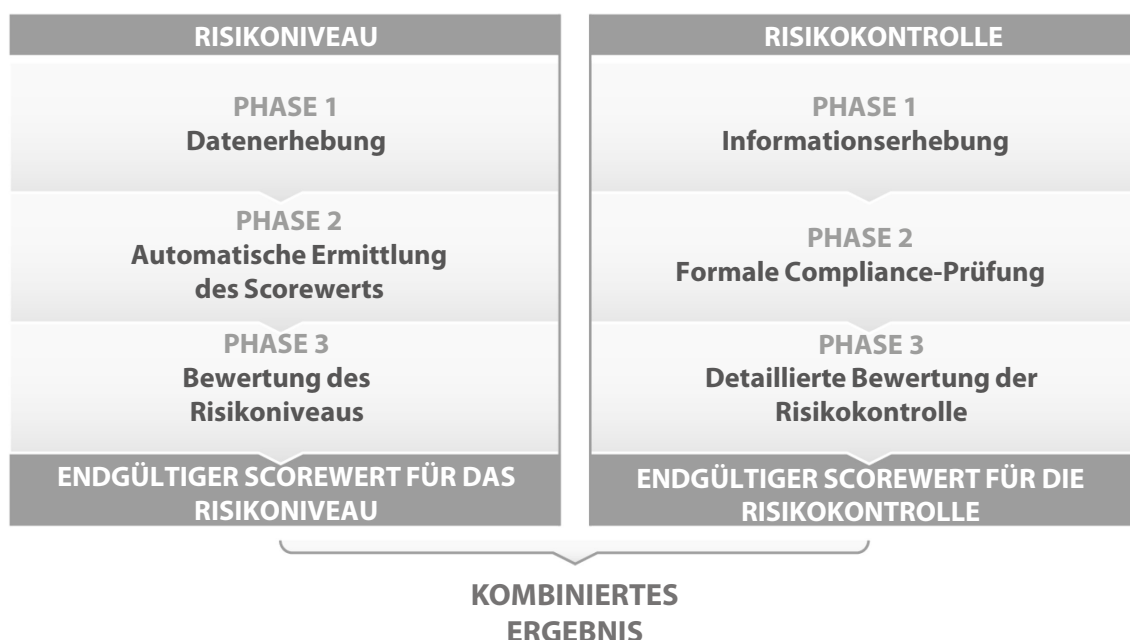 RISIKONIVEAU
PHASE 1
Datenerhebung
PHASE 2
Automatische Ermittlung
des Scorewerts
PHASE 3
Bewertung des
Risikoniveaus
ENDGÜLTIGER SCOREWERT FÜR DAS
RISIKONIVEAU
RISIKOKONTROLLE
PHASE 1
Informationserhebung
PHASE 2
Formale Compliance-Prüfung
PHASE 3
Detaillierte Bewertung der
Risikokontrolle
ENDGÜLTIGER SCOREWERT FÜR DIE
RISIKOKONTROLLE
KOMBINIERTES
ERGEBNIS